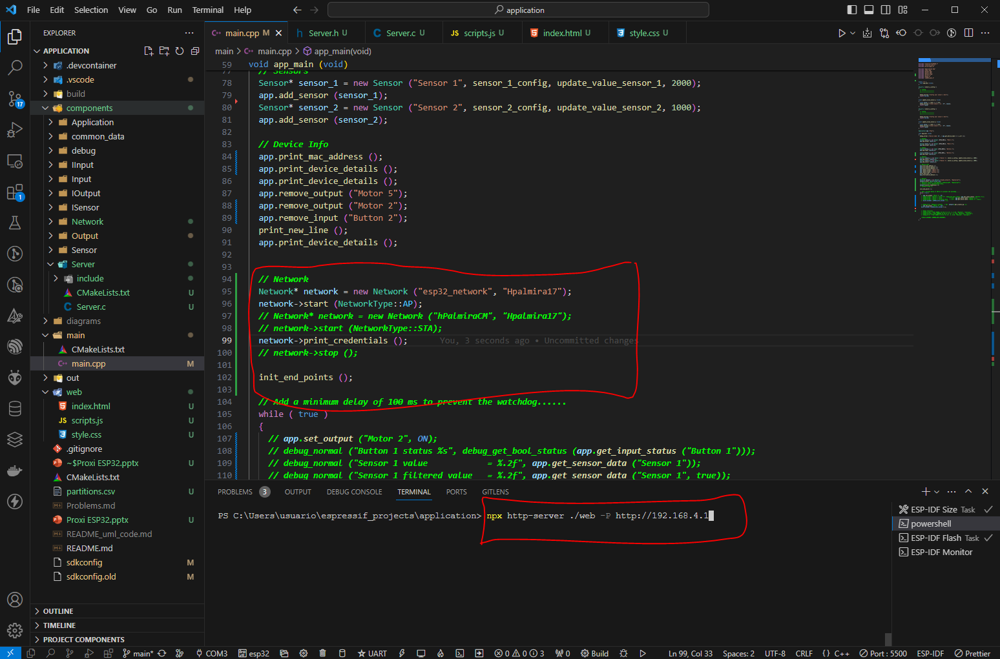 File Edit Selection View Go Run Terminal Help
application
EXPLORER
APPLICATION
.devcontainer
.vscode
build
components
Application
common_data
debug
IInput
Input
IOutput
ISensor
Network
Output
Sensor
Server
include
CMakeLists.txt U
Server.c U
diagrams
main
CMakeLists.txt
main.cpp M
out
web
index.html U
scripts.js U
style.css U
.gitignore
~$Proxi ESP32.pptx U
CMakeLists.txt
partitions.csv U
Problems.md
Proxi ESP32.pptx U
README_uml_code.md
README.md
sdkconfig M
sdkconfig.old M
OUTLINE
TIMELINE
PROJECT COMPONENTS
17
1
main.cpp M Server.h U Server.c U scripts.js U index.html U style.css U
main > main.cpp > app_main(void)
59 void app_main (void)
77 // Sensors
78 Sensor* sensor_1 = new Sensor ("Sensor 1", sensor_1_config, update_value_sensor_1, 2000);
79 app.add_sensor (sensor_1);
80 Sensor* sensor_2 = new Sensor ("Sensor 2", sensor_2_config, update_value_sensor_2, 1000);
81 app.add_sensor (sensor_2);
82
83 // Device Info
84 app.print_mac_address ();
85 app.print_device_details ();
86 app.print_device_details ();
87 app.remove_output ("Motor 5");
88 app.remove_output ("Motor 2");
89 app.remove_input ("Button 2");
90 print_new_line ();
91 app.print_device_details ();
92
93
94 // Network
95 Network* network = new Network ("esp32_network", "Hpalmira17");
96 network->start (NetworkType::AP);
97 // Network* network = new Network ("hPalmiraCM", "Hpalmira17");
98 // network->start (NetworkType::STA);
99 network->print_credentials (); You, 3 seconds ago • Uncommitted changes
100 // network->stop ();
101
102 init_end_points ();
103
104 // Add a minimum delay of 100 ms to prevent the watchdog......
105 while ( true )
106 {
107 // app.set_output ("Motor 2", ON);
108 // debug_normal ("Button 1 status %s", debug_get_bool_status (app.get_input_status ("Button 1")));
109 // debug_normal ("Sensor 1 value = %.2f", app.get_sensor_data ("Sensor 1"));
110 // debug_normal ("Sensor 1 filtered value = %.2f", app.get_sensor_data ("Sensor 1", true));
PROBLEMS 3 OUTPUT DEBUG CONSOLE TERMINAL PORTS GITLENS
PS C:\Users\usuario\espressif_projects\application> npx http-server ./web -P http://192.168.4.1
ESP-IDF Size Task
powershell
ESP-IDF Flash Task
ESP-IDF Monitor
main* COM3 esp32 UART 0 0 3 0 Build Ln 99, Col 33 Spaces: 2 UTF-8 CRLF {} C++ Port : 5500 ESP-IDF Prettier